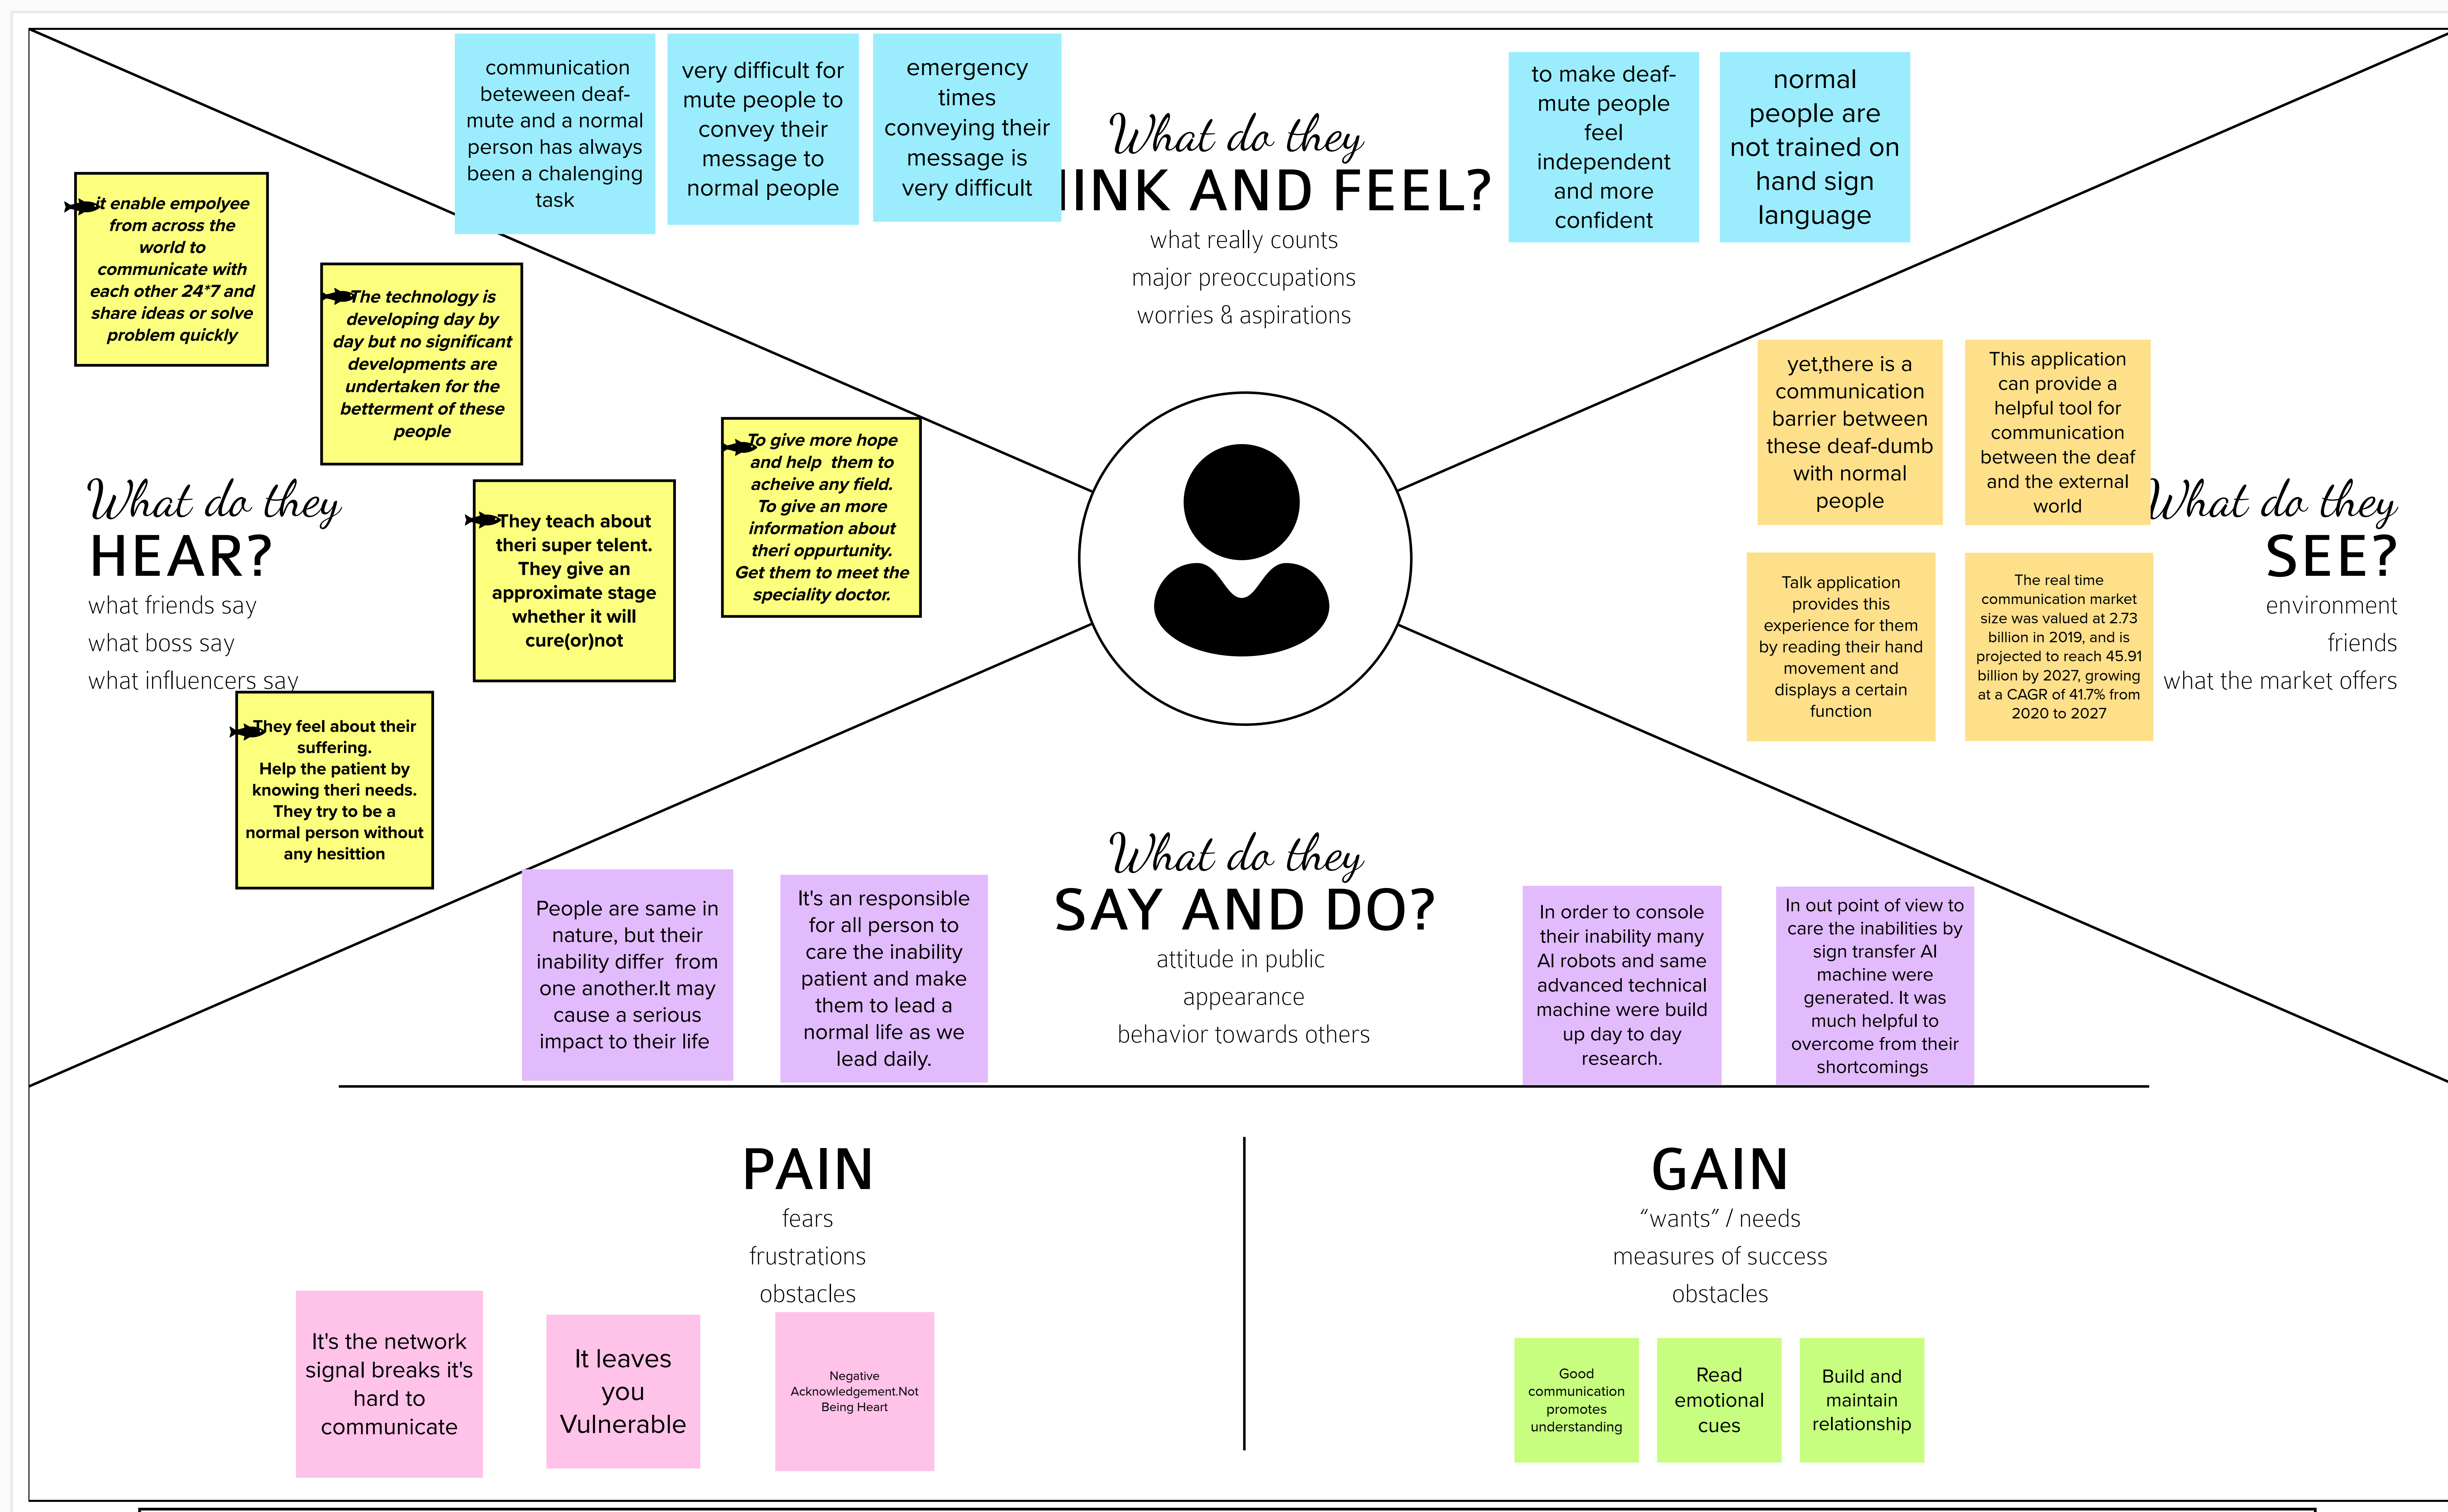 communication
beteween deaf-
mute and a normal
person has always
been a chalenging
task
very difficult for
mute people to
convey their
message to
normal people
emergency
times
conveying their
message is
very difficult
What do they
HINK AND FEEL?
what really counts
major preoccupations
worries & aspirations
to make deaf-
mute people
feel
independent
and more
confident
normal
people are
not trained on
hand sign
language
it enable empolyee
from across the
world to
communicate with
each other 24*7 and
share ideas or solve
problem quickly
The technology is
developing day by
day but no significant
developments are
undertaken for the
betterment of these
people
To give more hope
and help them to
acheive any field.
To give an more
information about
theri oppurtunity.
Get them to meet the
speciality doctor.
They teach about
theri super talent.
They give an
approximate stage
whether it will
cure(or)not
What do they
HEAR?
what friends say
what boss say
what influencers say
They feel about their
suffering.
Help the patient by
knowing theri needs.
They try to be a
normal person without
any hesittion
yet,there is a
communication
barrier between
these deaf-dumb
with normal
people
This application
can provide a
helpful tool for
communication
between the deaf
and the external
world
What do they
SEE?
environment
friends
what the market offers
Talk application
provides this
experience for them
by reading their hand
movement and
displays a certain
function
The real time
communication market
size was valued at 2.73
billion in 2019, and is
projected to reach 45.91
billion by 2027, growing
at a CAGR of 41.7% from
2020 to 2027
People are same in
nature, but their
inability differ from
one another.It may
cause a serious
impact to their life
It's an responsible
for all person to
care the inability
patient and make
them to lead a
normal life as we
lead daily.
What do they
SAY AND DO?
attitude in public
appearance
behavior towards others
In order to console
their inability many
AI robots and same
advanced technical
machine were build
up day to day
research.
In out point of view to
care the inabilities by
sign transfer AI
machine were
generated. It was
much helpful to
overcome from their
shortcomings
PAIN
fears
frustrations
obstacles
It's the network
signal breaks it's
hard to
communicate
It leaves
you
Vulnerable
Negative
Acknowledgement.Not
Being Heart
GAIN
“wants” / needs
measures of success
obstacles
Good
communication
promotes
understanding
Read
emotional
cues
Build and
maintain
relationship